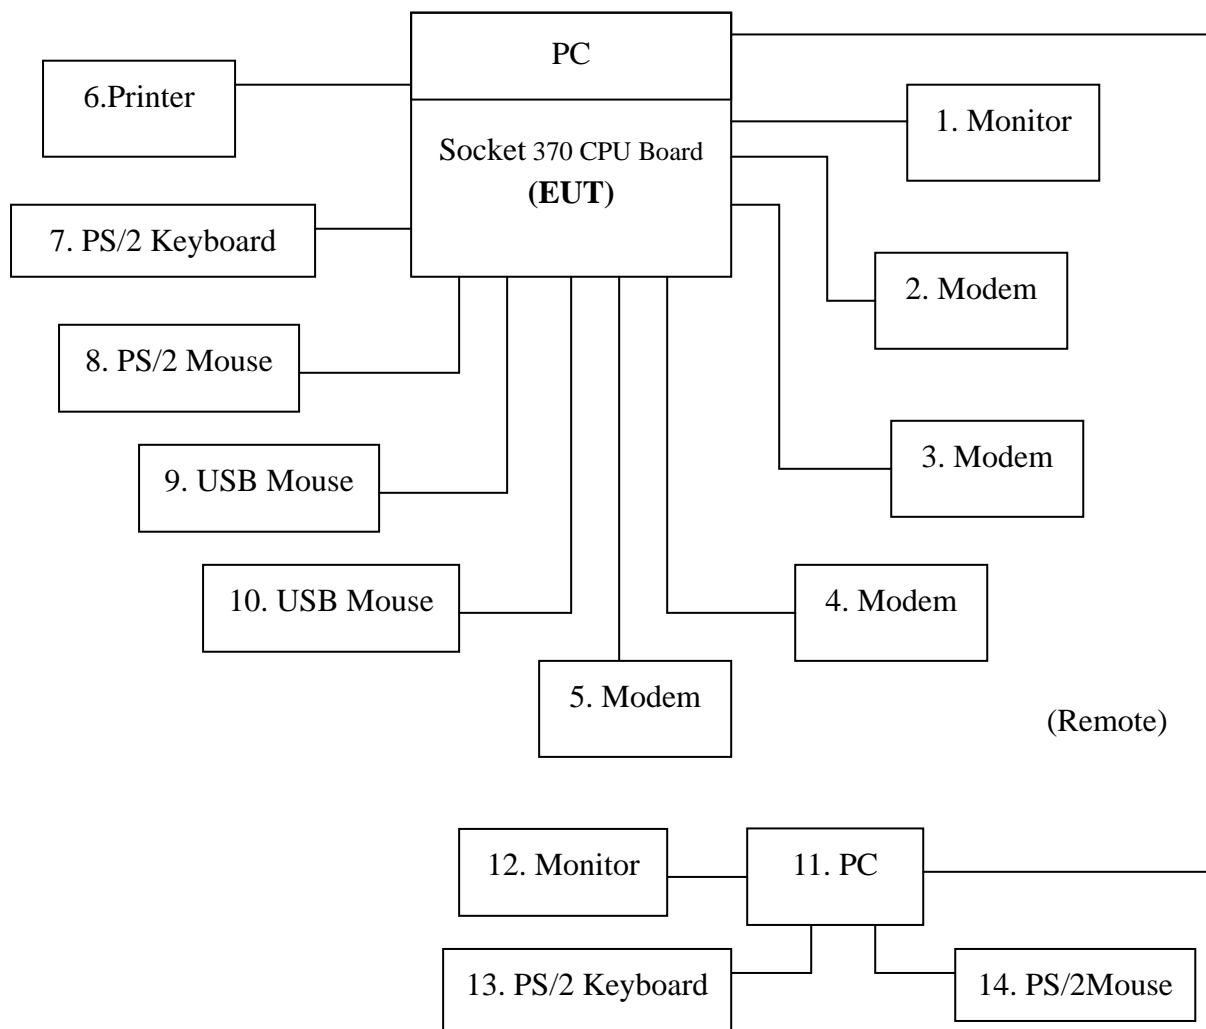 PC
6.Printer
1. Monitor
Socket 370 CPU Board
(EUT)
7. PS/2 Keyboard
2. Modem
8. PS/2 Mouse
3. Modem
9. USB Mouse
10. USB Mouse
4. Modem
5. Modem
(Remote)
12. Monitor
11. PC
13. PS/2 Keyboard
14. PS/2Mouse